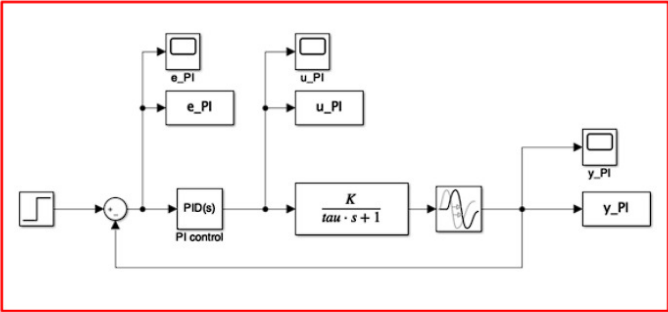 e_PI
u_PI
e_PI
u_PI
y_PI
PID(s)
K
tau · s + 1
y_PI
PI control